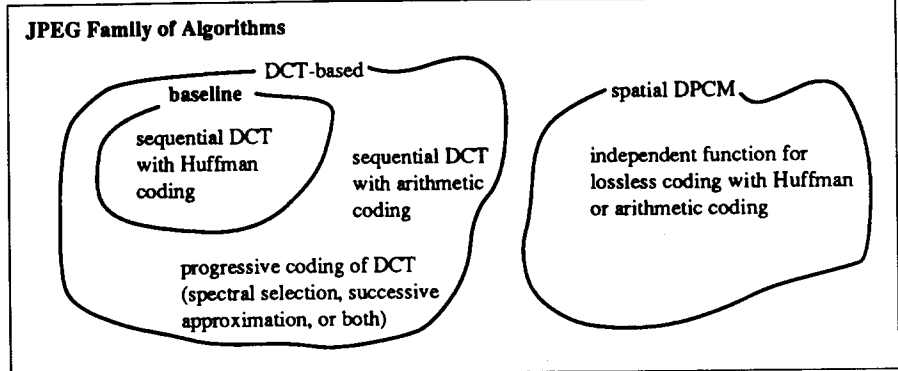 JPEG Family of Algorithms
DCT-based
baseline
sequential DCT
with Huffman
coding
sequential DCT
with arithmetic
coding
progressive coding of DCT
(spectral selection, successive
approximation, or both)
spatial DPCM
independent function for
lossless coding with Huffman
or arithmetic coding